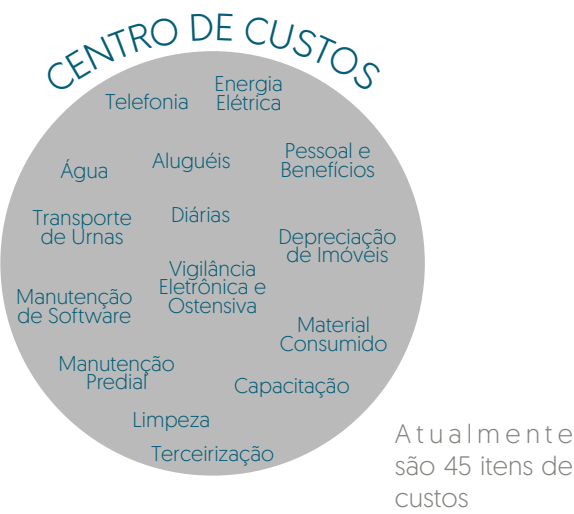 CENTRO DE CUSTOS
Energia
Elétrica
Telefonia
Pessoal e
Benefícios
Aluguéis
Água
Diárias
Transporte
de Urnas
Depreciação
de Imóveis
Vigilância
Eletrônica e
Ostensiva
Manutenção
de Software
Material
Consumido
Manutenção
Predial
Capacitação
Limpeza
Terceirização
Atualmente
são 45 itens de
custos